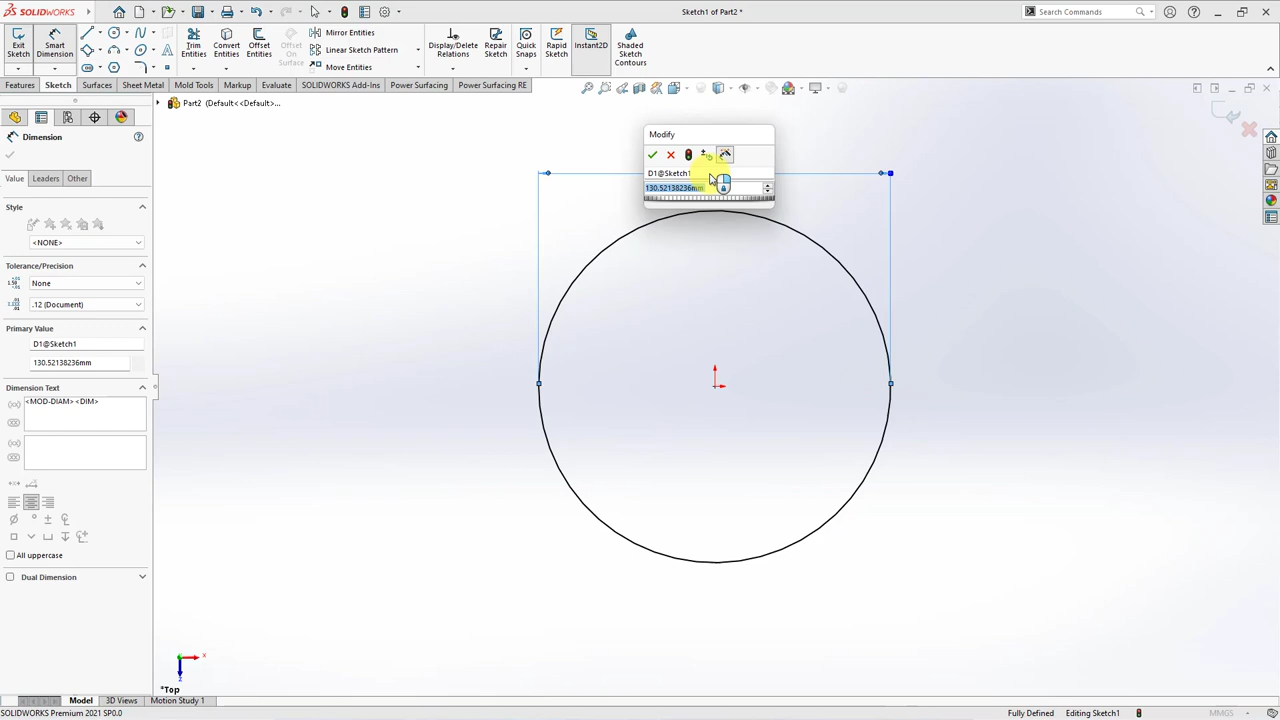 SOLIDWORKS
Sketch1 of Part2 *
Search Commands
Exit Sketch
Smart Dimension
Trim Entities
Convert Entities
Offset Entities
Offset On Surface
Mirror Entities
Linear Sketch Pattern
Move Entities
Display/Delete Relations
Repair Sketch
Quick Snaps
Rapid Sketch
Instant2D
Shaded Sketch Contours
Features Sketch Surfaces Sheet Metal Mold Tools Markup Evaluate SOLIDWORKS Add-Ins Power Surfacing Power Surfacing RE
Part2 (Default<<Default>...
Dimension
Value Leaders Other
Style
<NONE>
Tolerance/Precision
None
.12 (Document)
Primary Value
D1@Sketch1
130.52138236mm
Dimension Text
<MOD-DIAM> <DIM>
All uppercase
Dual Dimension
Modify
D1@Sketch1
130.52138236mm
x
z
*Top
Model 3D Views Motion Study 1
SOLIDWORKS Premium 2021 SP0.0
Fully Defined
Editing Sketch1
MMGS